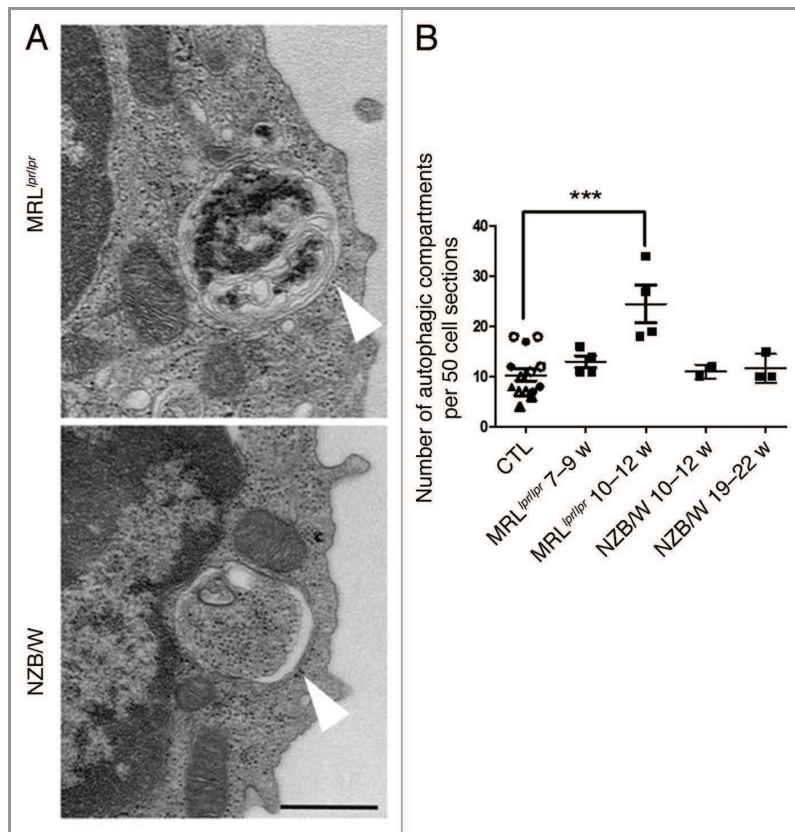 A
MRLlpr/lpr
NZB/W
B
***
Number of autophagic compartments
per 50 cell sections
40
30
20
10
0
CTL
MRLlpr/lpr 7–9 w
MRLlpr/lpr 10–12 w
NZB/W 10–12 w
NZB/W 19–22 w